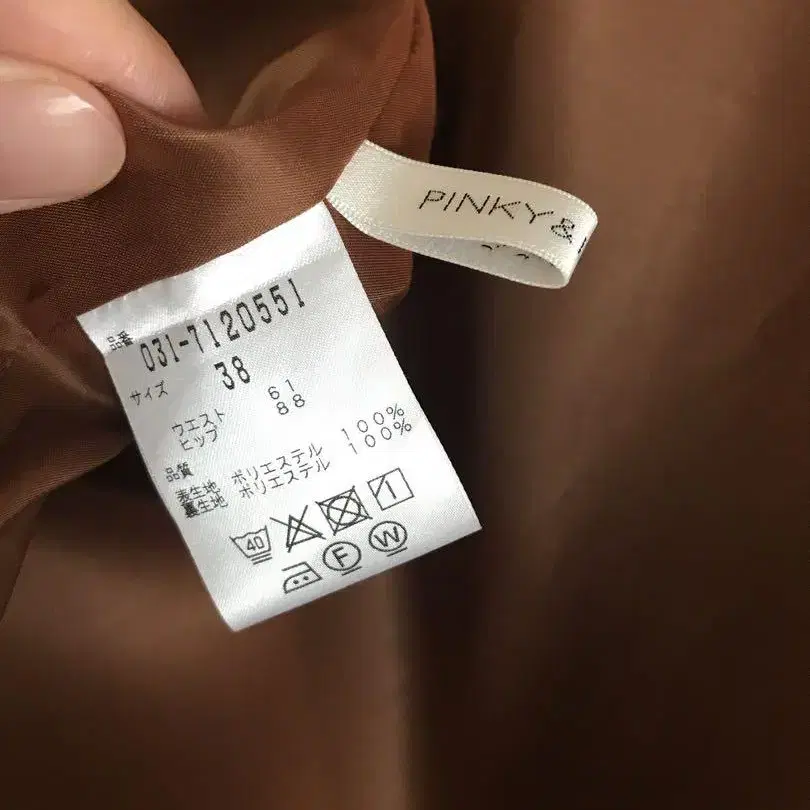 PINKY&
品番 031-7120551
サイズ 38
ウエスト 61
ヒップ 88
品質
表生地 ポリエステル 100%
裏生地 ポリエステル 100%
40
1
F
W